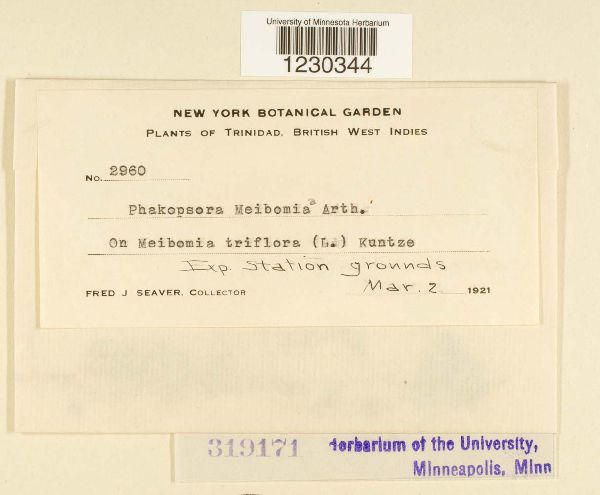 University of Minnesota Herbarium
1230344
NEW YORK BOTANICAL GARDEN
PLANTS OF TRINIDAD, BRITISH WEST INDIES
No. 2960
Phakopsora Meibomiae Arth.
On Meibomia triflora (L.) Kuntze
Exp. Station grounds
FRED J SEAVER, COLLECTOR Mar. 2 1921
319171 Herbarium of the University,
Minneapolis, Minn